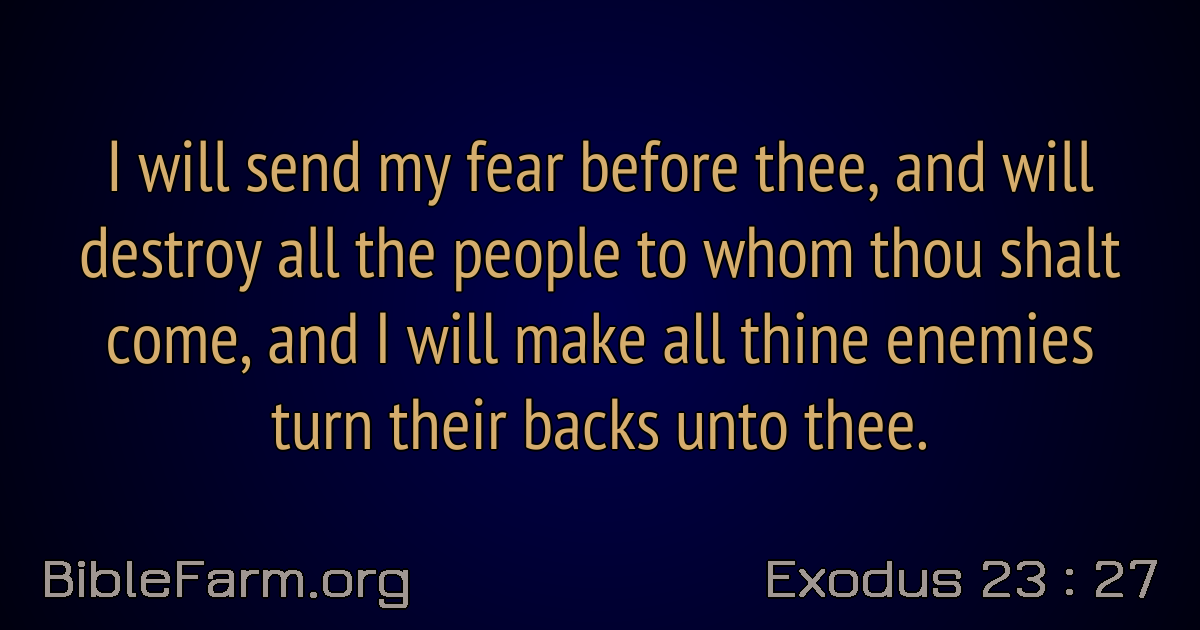 I will send my fear before thee, and will
destroy all the people to whom thou shalt
come, and I will make all thine enemies
turn their backs unto thee.
BibleFarm.org
Exodus 23 : 27